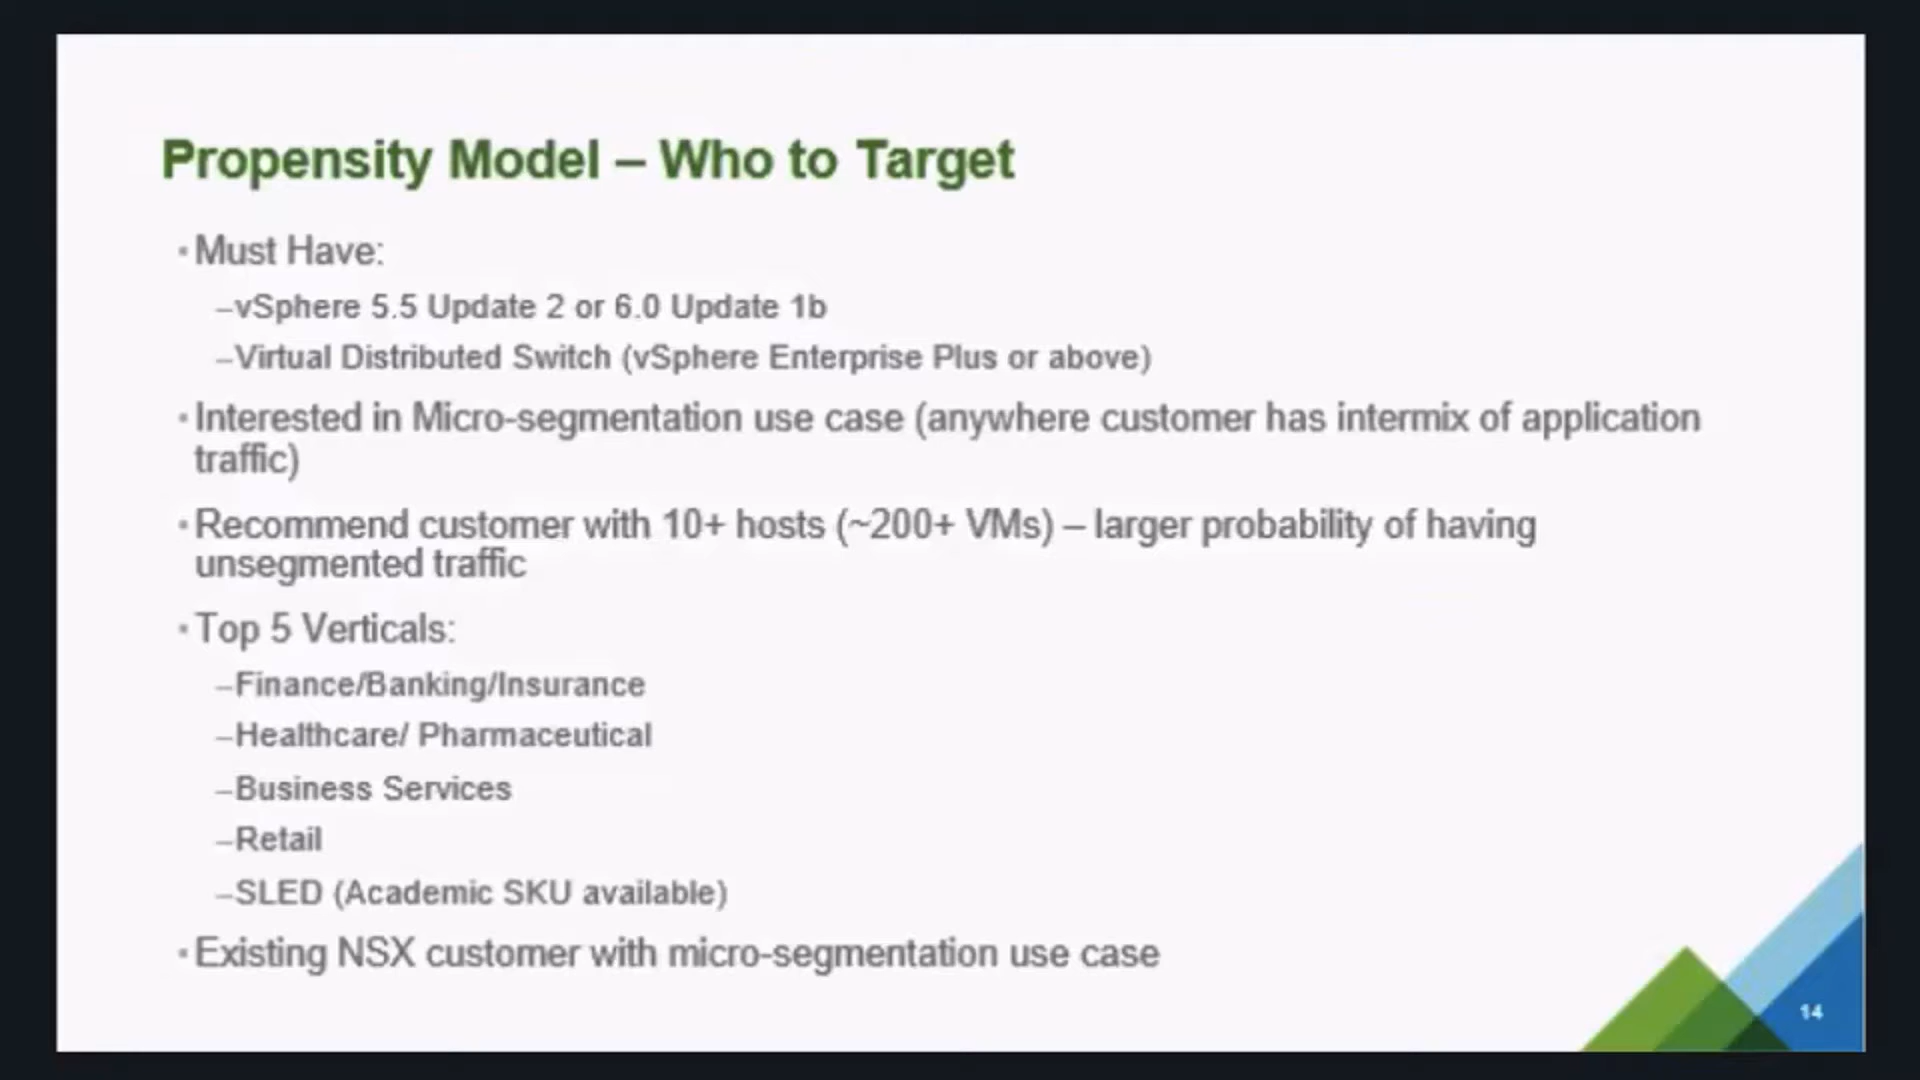 Propensity Model – Who to Target
• Must Have:
–vSphere 5.5 Update 2 or 6.0 Update 1b
–Virtual Distributed Switch (vSphere Enterprise Plus or above)
• Interested in Micro-segmentation use case (anywhere customer has intermix of application
traffic)
• Recommend customer with 10+ hosts (~200+ VMs) – larger probability of having
unsegmented traffic
• Top 5 Verticals:
–Finance/Banking/Insurance
–Healthcare/ Pharmaceutical
–Business Services
–Retail
–SLED (Academic SKU available)
• Existing NSX customer with micro-segmentation use case
14